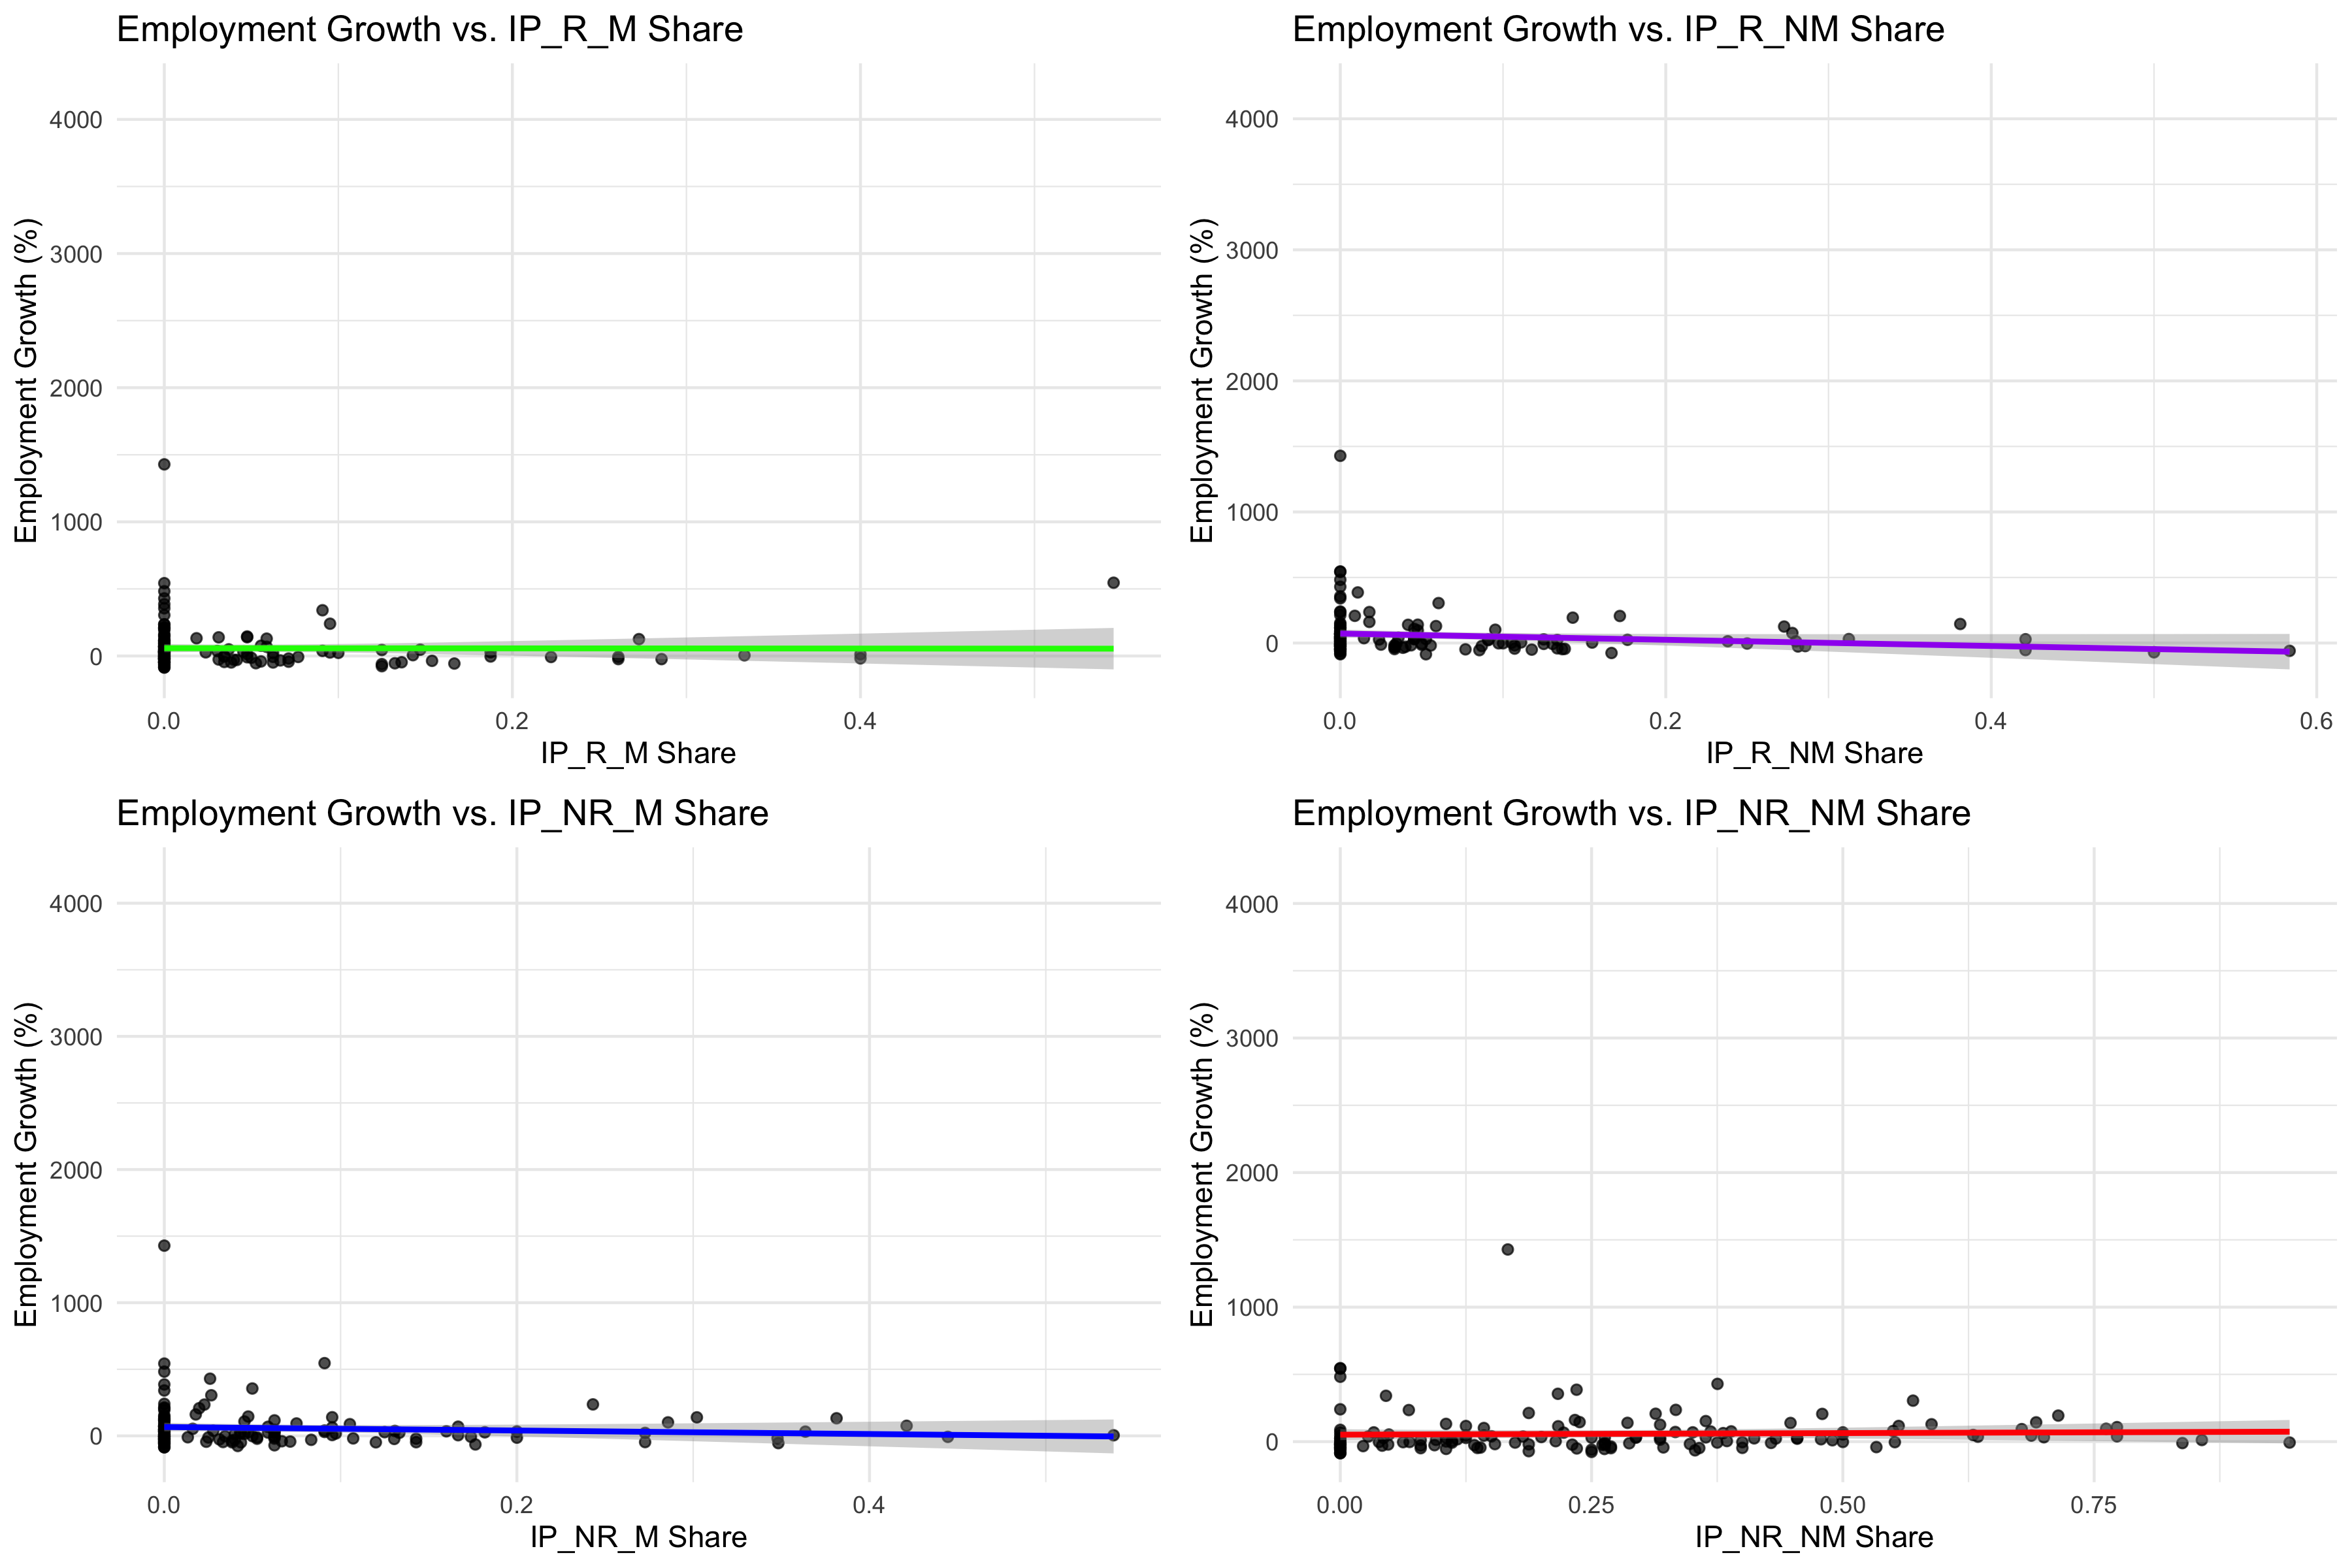 Employment Growth vs. IP_R_M Share
Employment Growth (%)
4000
3000
2000
1000
0
0.0 0.2 0.4
IP_R_M Share
Employment Growth vs. IP_R_NM Share
Employment Growth (%)
4000
3000
2000
1000
0
0.0 0.2 0.4 0.6
IP_R_NM Share
Employment Growth vs. IP_NR_M Share
Employment Growth (%)
4000
3000
2000
1000
0
0.0 0.2 0.4
IP_NR_M Share
Employment Growth vs. IP_NR_NM Share
Employment Growth (%)
4000
3000
2000
1000
0
0.00 0.25 0.50 0.75
IP_NR_NM Share